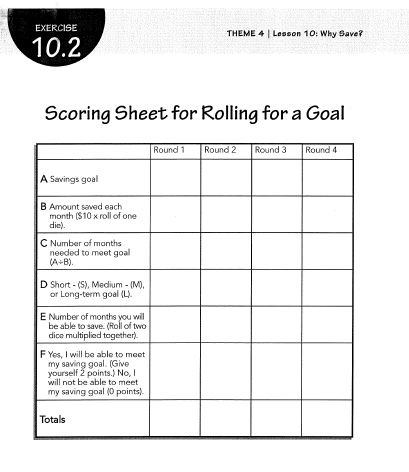 EXERCISE
10.2
THEME 4 | Lesson 10: Why Save?
Scoring Sheet for Rolling for a Goal
Round 1 Round 2 Round 3 Round 4
A Savings goal
B Amount saved each
month ($10 x roll of one
die).
C Number of months
needed to meet goal
(A÷B).
D Short - (S), Medium - (M),
or Long-term goal (L).
E Number of months you will
be able to save. (Roll of two
dice multiplied together).
F Yes, I will be able to meet
my saving goal. (Give
yourself 2 points.) No, I
will not be able to meet
my saving goal (0 points).
Totals